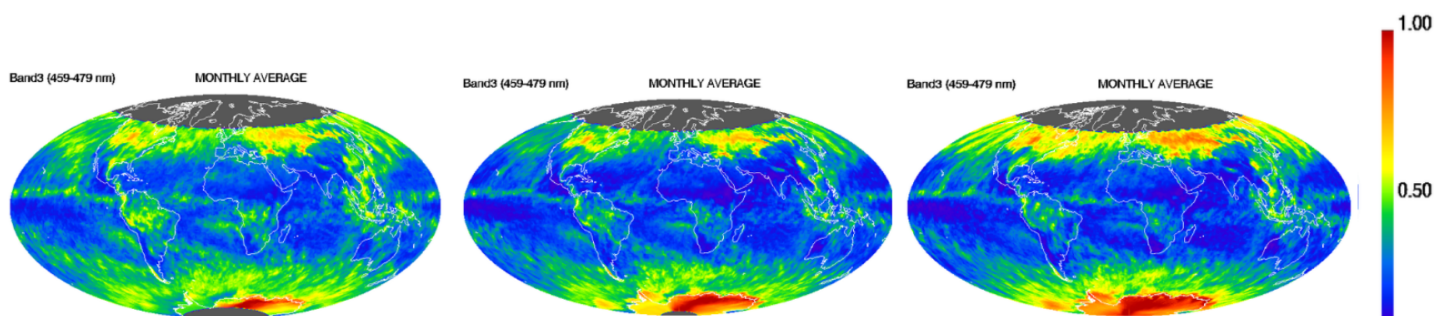 1.00
Band3 (459-479 nm) MONTHLY AVERAGE
Band3 (459-479 nm) MONTHLY AVERAGE
Band3 (459-479 nm) MONTHLY AVERAGE
0.50